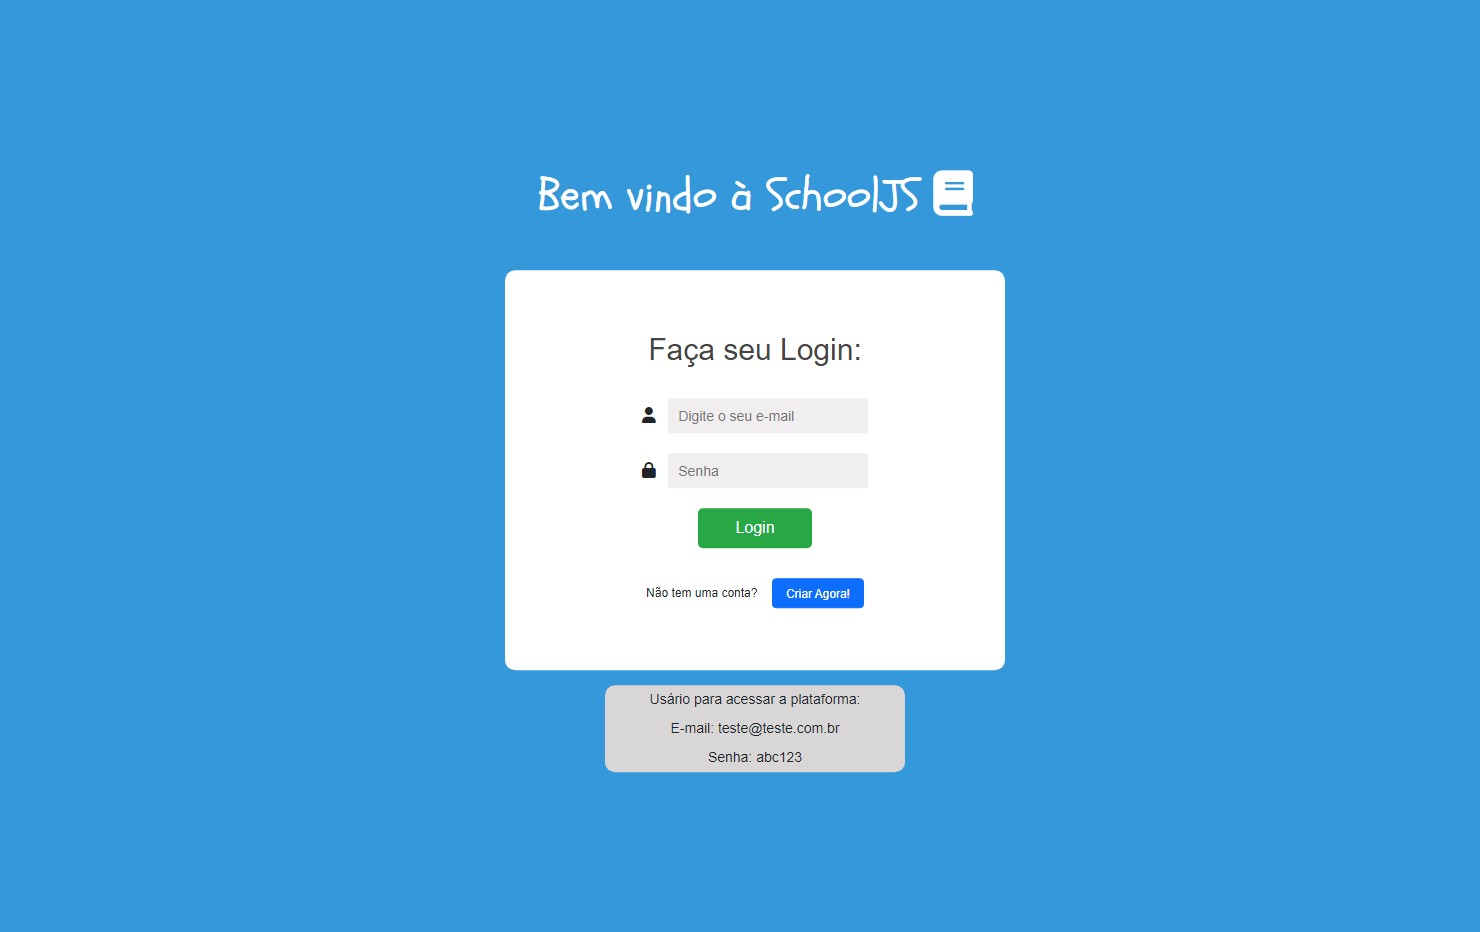 Bem vindo à SchoolJS
Faça seu Login:
Digite o seu e-mail
Senha
Login
Não tem uma conta? Criar Agora!
Usário para acessar a plataforma:
E-mail: teste@teste.com.br
Senha: abc123